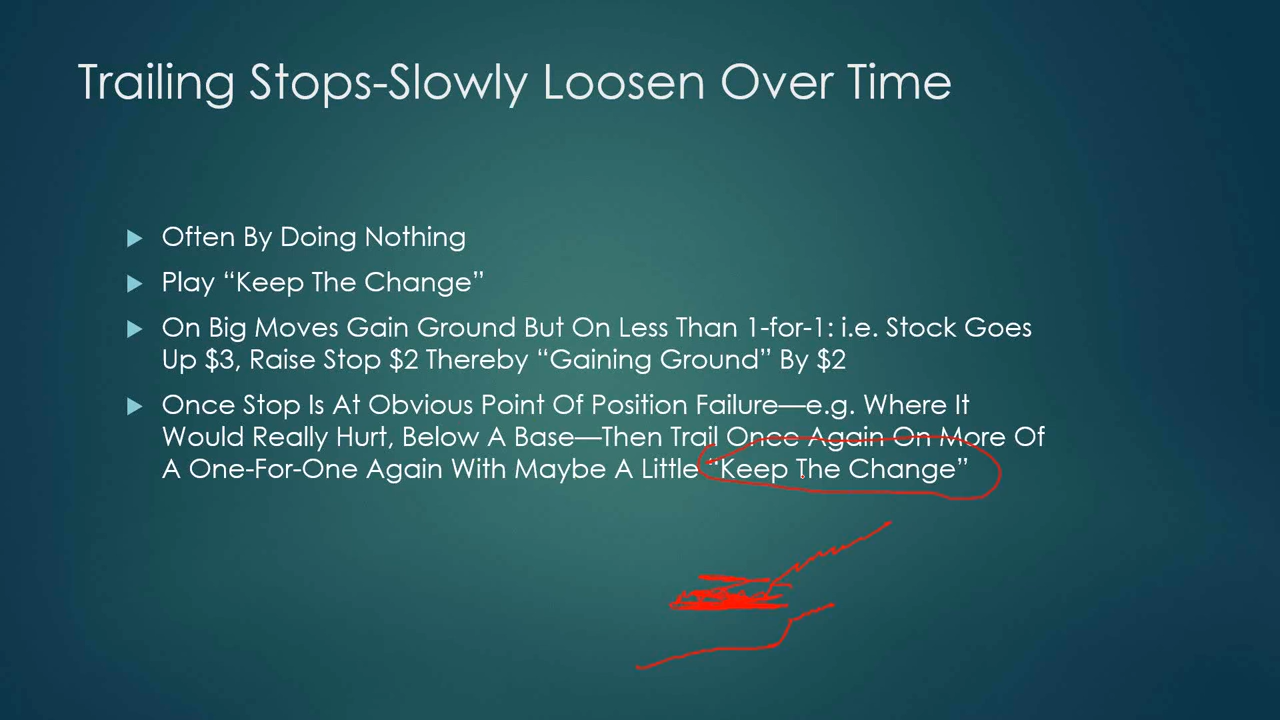 Trailing Stops-Slowly Loosen Over Time
Often By Doing Nothing
Play “Keep The Change”
On Big Moves Gain Ground But On Less Than 1-for-1: i.e. Stock Goes
Up $3, Raise Stop $2 Thereby “Gaining Ground” By $2
Once Stop Is At Obvious Point Of Position Failure—e.g. Where It
Would Really Hurt, Below A Base—Then Trail Once Again On More Of
A One-For-One Again With Maybe A Little “Keep The Change”